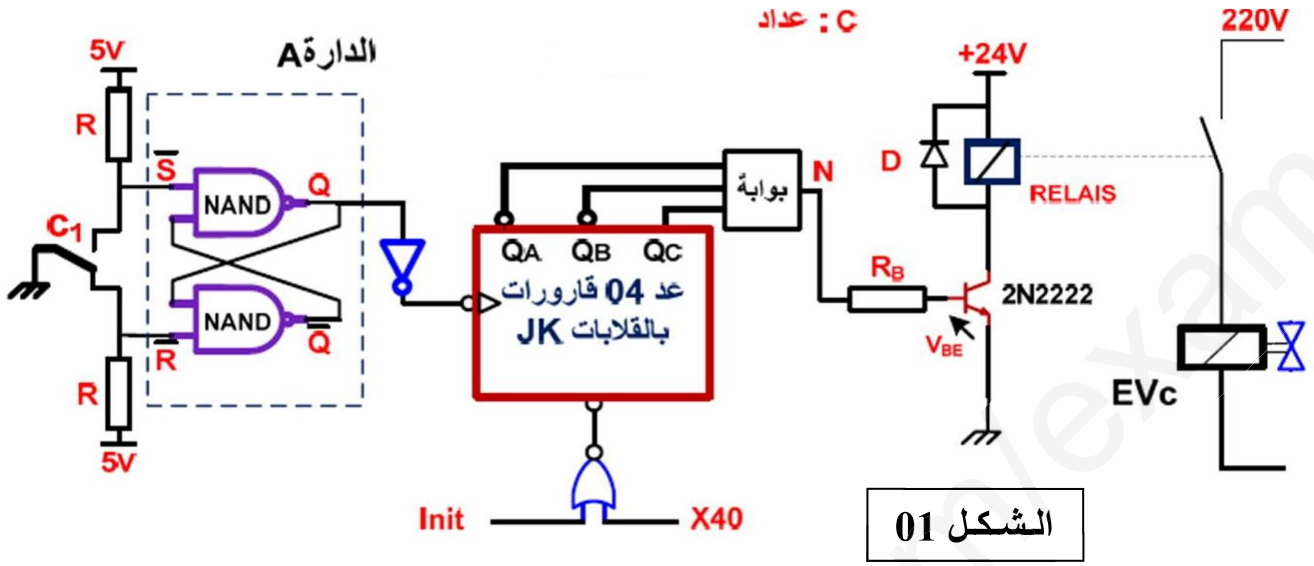 C : عداد
220V
الدارة A
5V
+24V
R
S̅
NAND
Q
C1
N
بوابة
D
RELAIS
QA QB QC
عد 04 قارورات
بالقلابات JK
RB
2N2222
VBE
NAND
R̅
Q̅
R
5V
EVc
Init
X40
الشكل 01